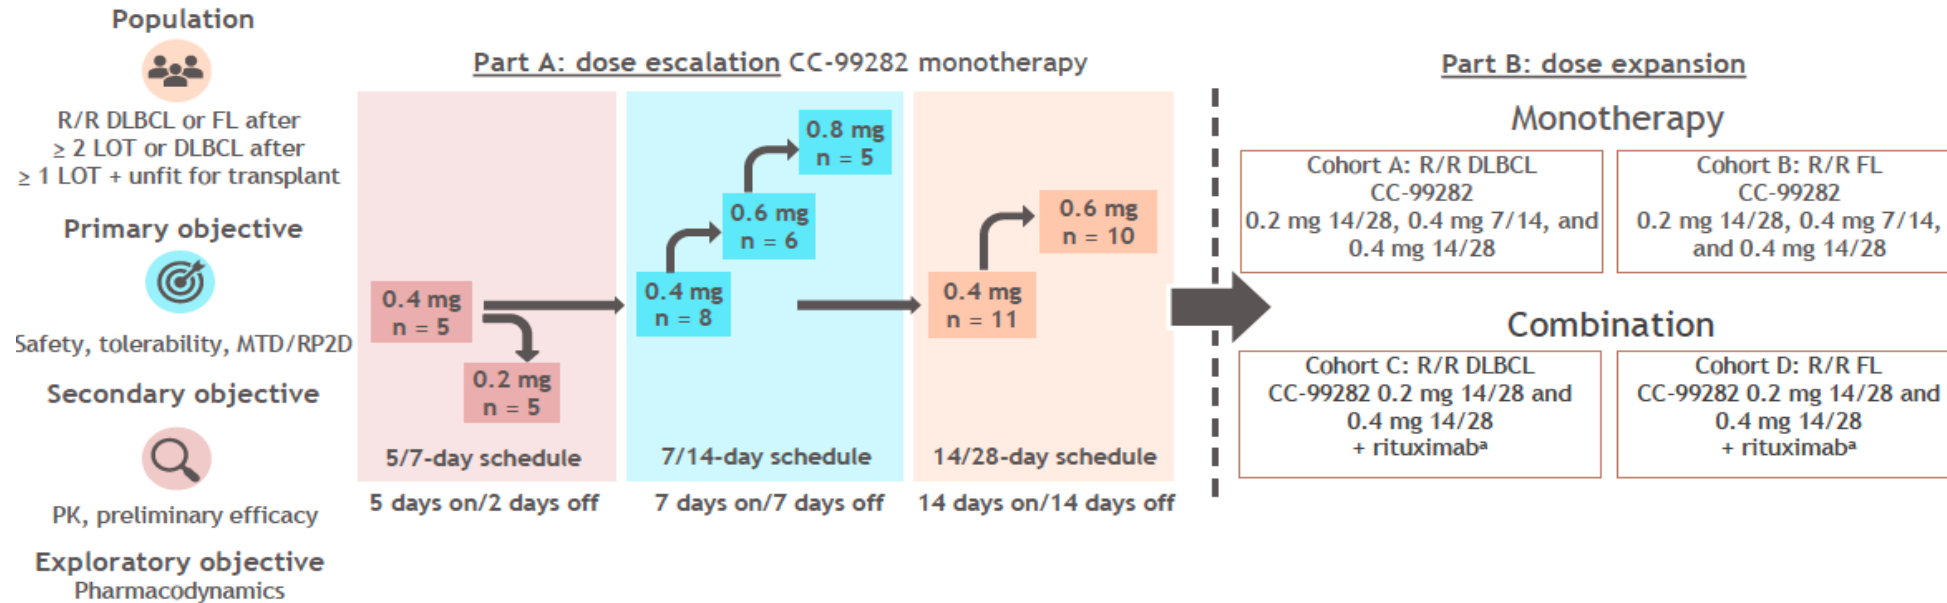 Population
R/R DLBCL or FL after
≥ 2 LOT or DLBCL after
≥ 1 LOT + unfit for transplant
Primary objective
Safety, tolerability, MTD/RP2D
Secondary objective
PK, preliminary efficacy
Exploratory objective
Pharmacodynamics
Part A: dose escalation CC-99282 monotherapy
0.4 mg
n = 5
0.2 mg
n = 5
5/7-day schedule
5 days on/2 days off
0.8 mg
n = 5
0.6 mg
n = 6
0.4 mg
n = 8
7/14-day schedule
7 days on/7 days off
0.6 mg
n = 10
0.4 mg
n = 11
14/28-day schedule
14 days on/14 days off
Part B: dose expansion
Monotherapy
Cohort A: R/R DLBCL
CC-99282
0.2 mg 14/28, 0.4 mg 7/14, and
0.4 mg 14/28
Cohort B: R/R FL
CC-99282
0.2 mg 14/28, 0.4 mg 7/14,
and 0.4 mg 14/28
Combination
Cohort C: R/R DLBCL
CC-99282 0.2 mg 14/28 and
0.4 mg 14/28
+ rituximabᵃ
Cohort D: R/R FL
CC-99282 0.2 mg 14/28 and
0.4 mg 14/28
+ rituximabᵃ